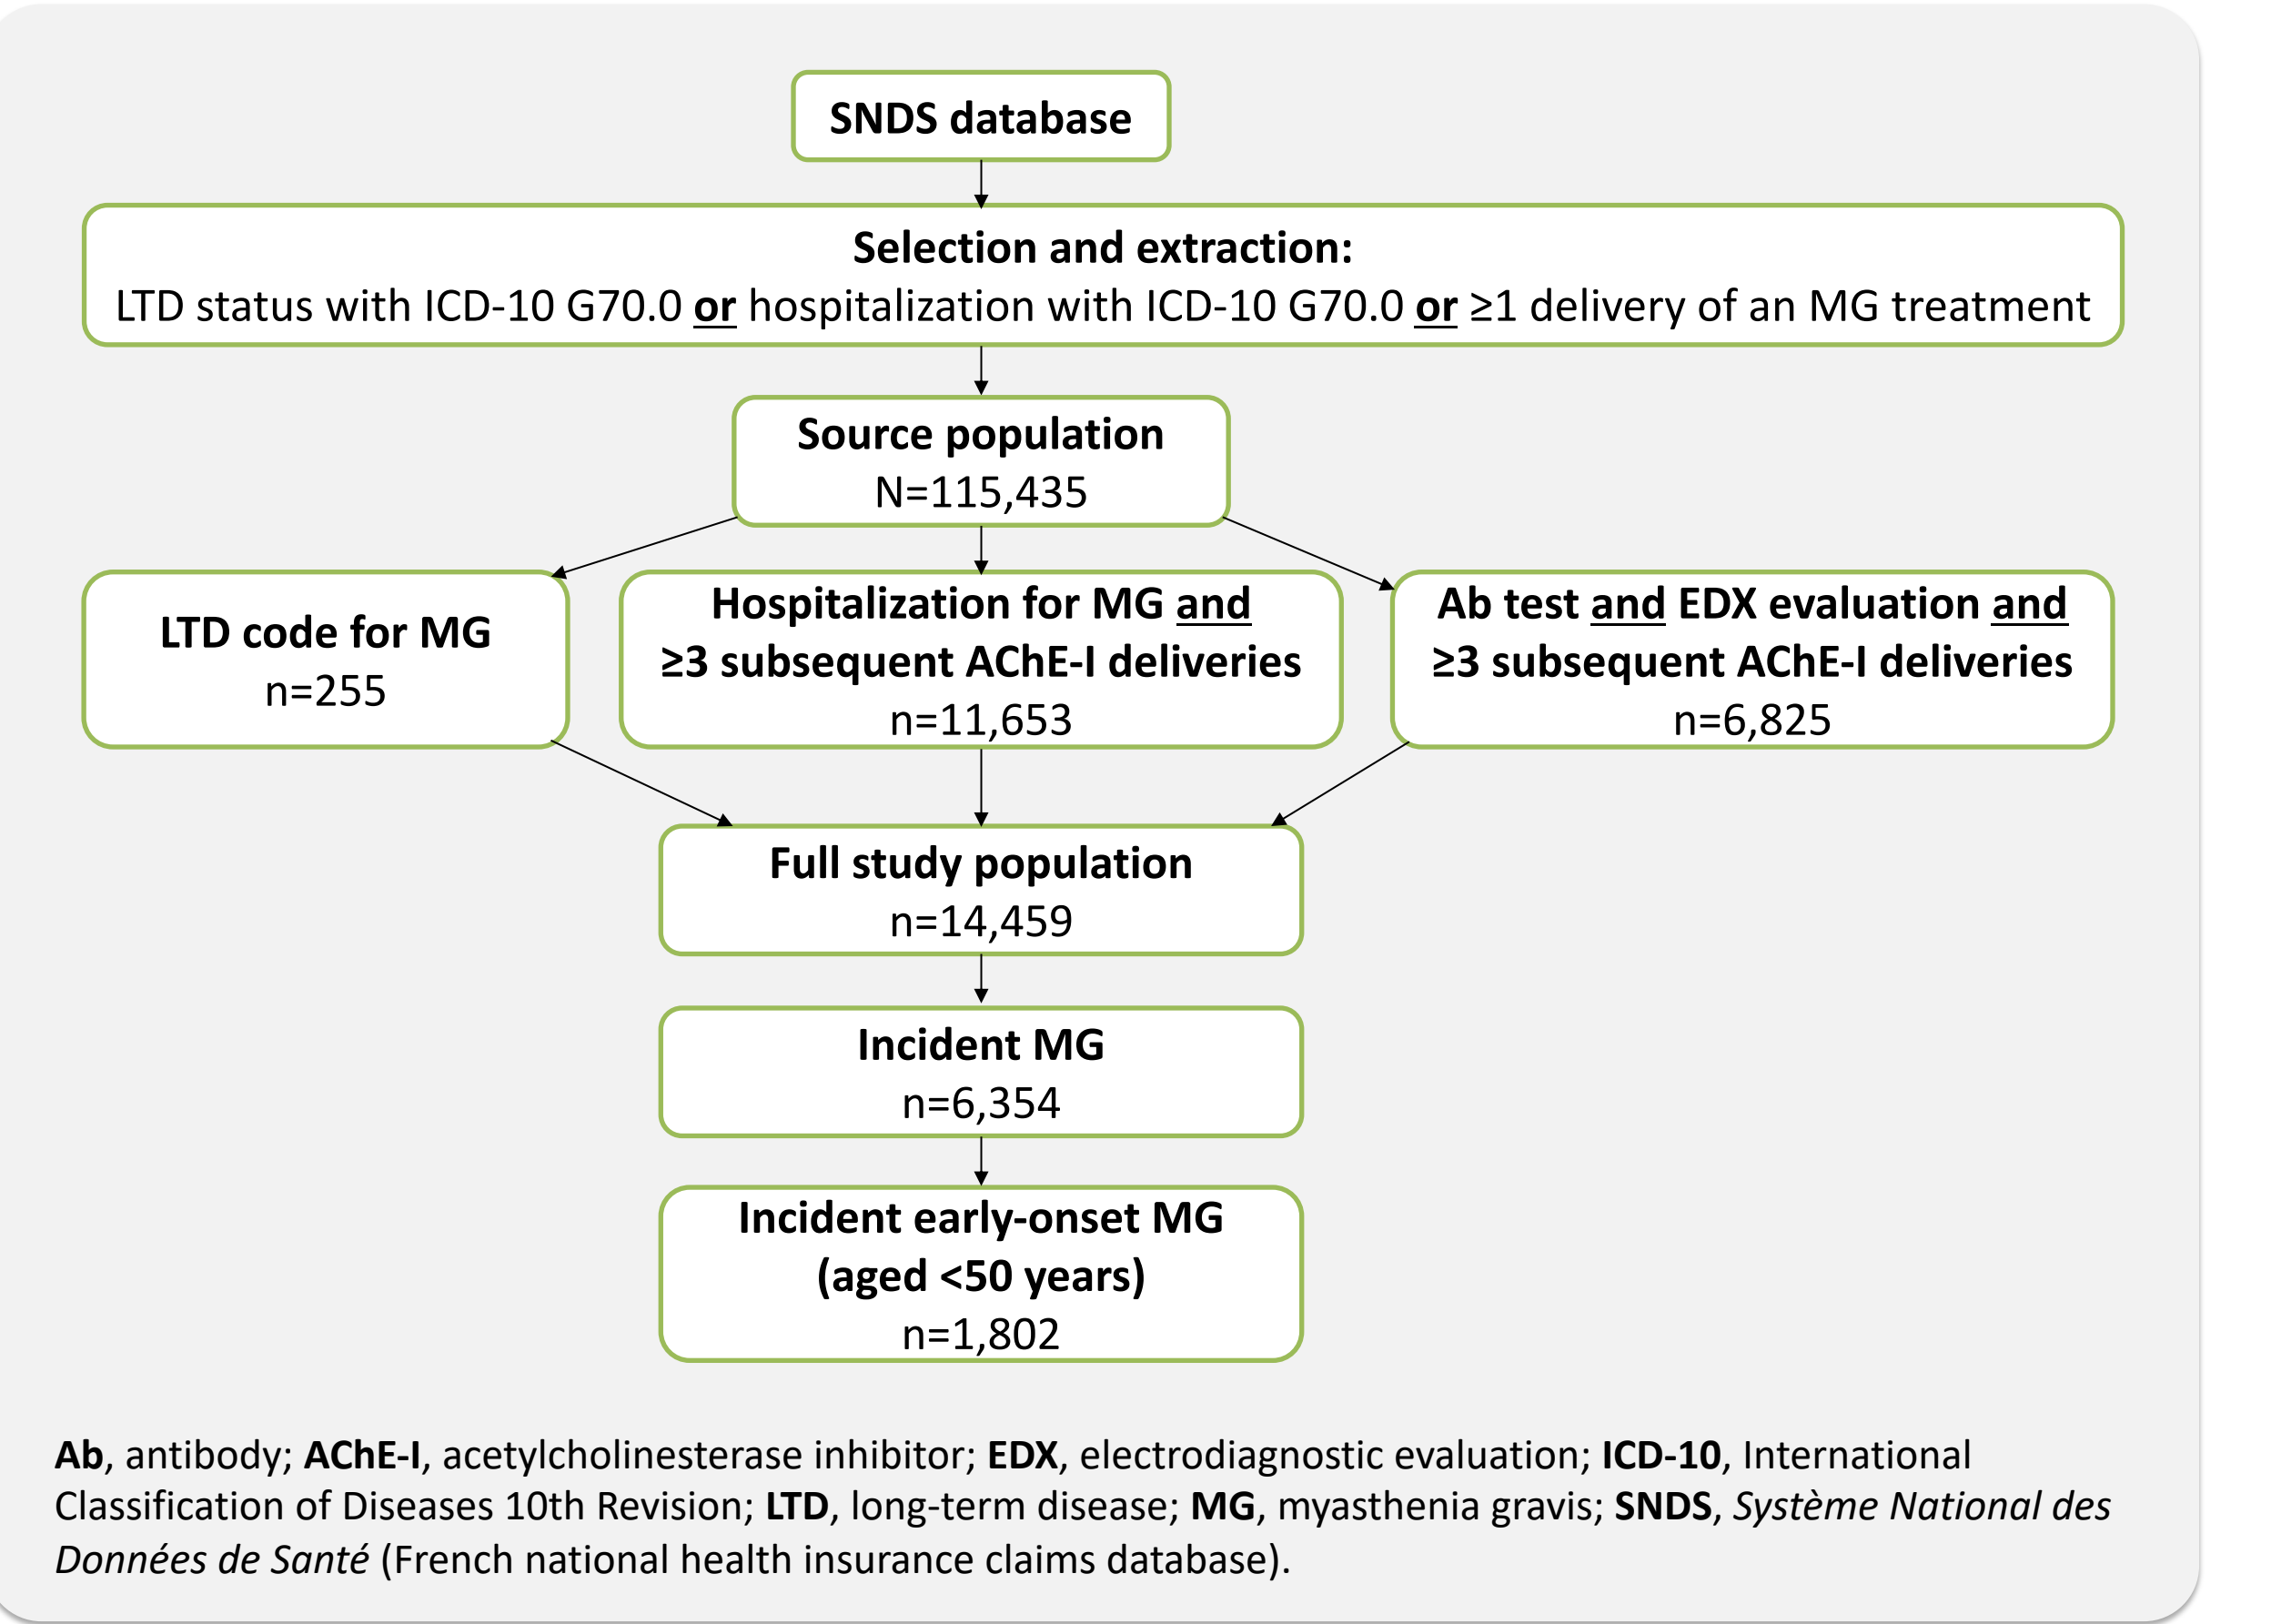 SNDS database
Selection and extraction:
LTD status with ICD-10 G70.0 or hospitalization with ICD-10 G70.0 or ≥1 delivery of an MG treatment
Source population
N=115,435
LTD code for MG
n=255
Hospitalization for MG and
≥3 subsequent AChE-I deliveries
n=11,653
Ab test and EDX evaluation and
≥3 subsequent AChE-I deliveries
n=6,825
Full study population
n=14,459
Incident MG
n=6,354
Incident early-onset MG
(aged <50 years)
n=1,802
Ab, antibody; AChE-I, acetylcholinesterase inhibitor; EDX, electrodiagnostic evaluation; ICD-10, International
Classification of Diseases 10th Revision; LTD, long-term disease; MG, myasthenia gravis; SNDS, Système National des
Données de Santé (French national health insurance claims database).